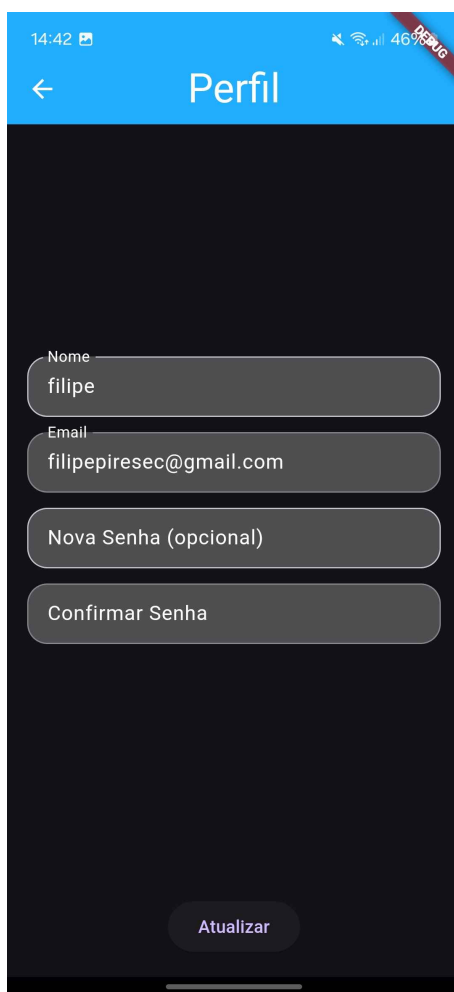 14:42
46%
DEBUG
Perfil
Nome
filipe
Email
filipepiresec@gmail.com
Nova Senha (opcional)
Confirmar Senha
Atualizar